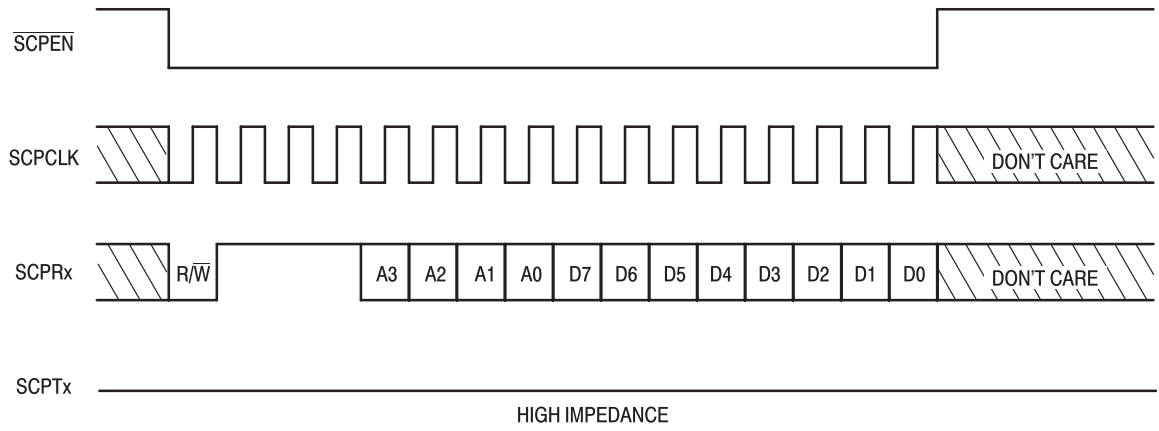 SCPEN
SCPCLK
DON'T CARE
SCPRx
R/W A3 A2 A1 A0 D7 D6 D5 D4 D3 D2 D1 D0 DON'T CARE
SCPTx
HIGH IMPEDANCE